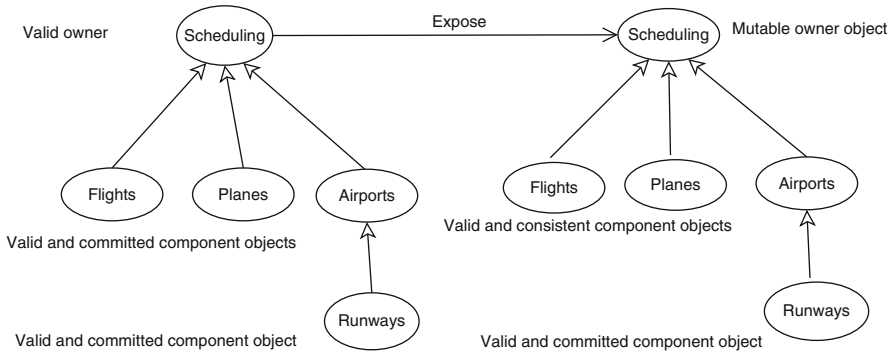 Valid owner
Scheduling
Expose
Scheduling
Mutable owner object
Flights
Planes
Airports
Flights
Planes
Airports
Valid and committed component objects
Valid and consistent component objects
Runways
Runways
Valid and committed component object
Valid and committed component object